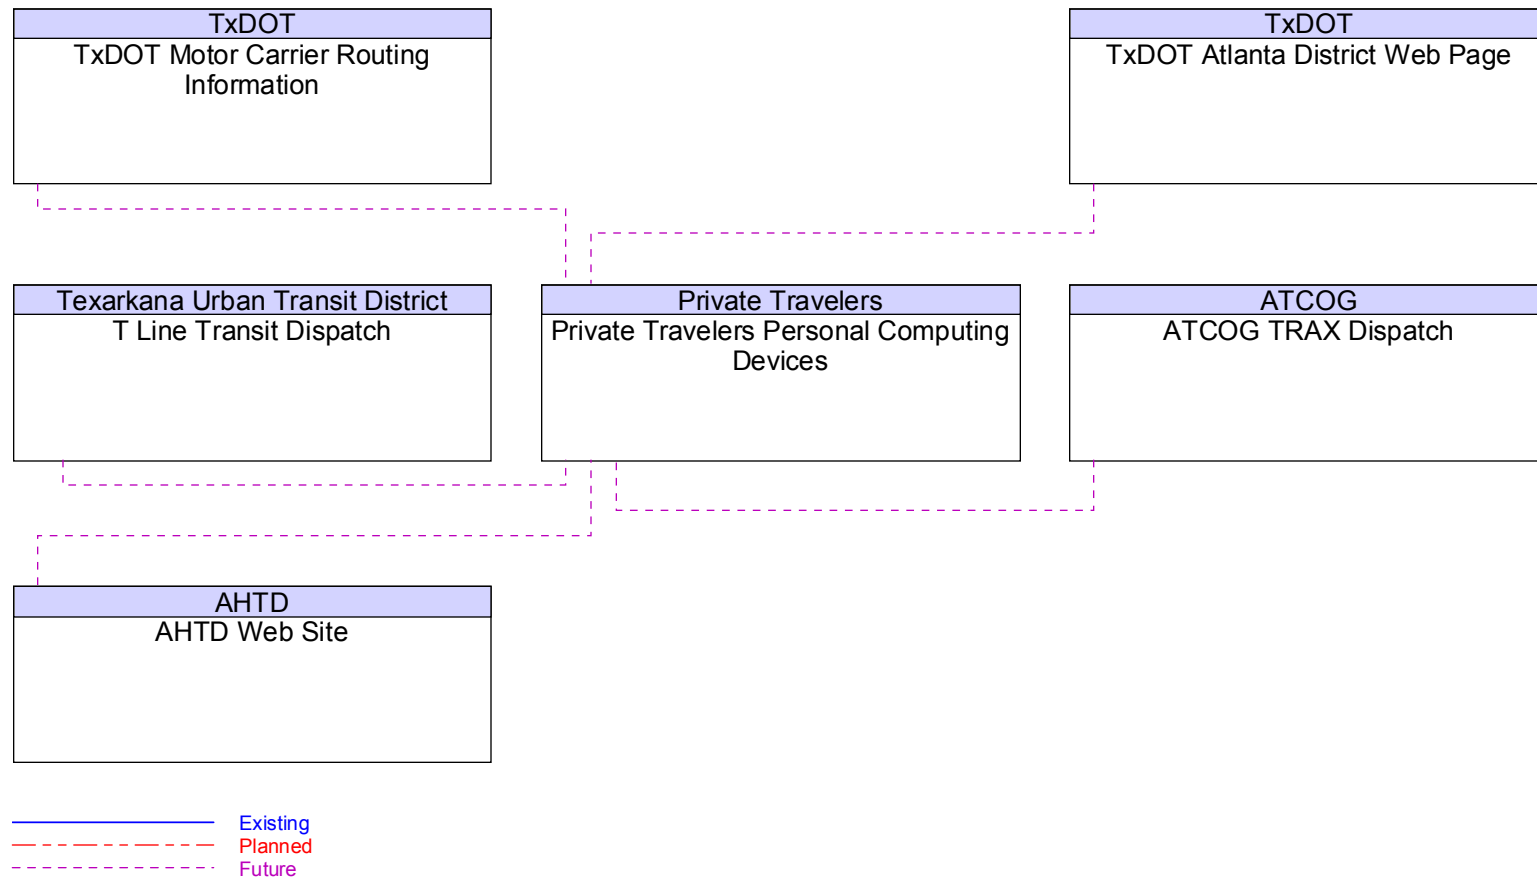 TxDOT
TxDOT Motor Carrier Routing
Information
TxDOT
TxDOT Atlanta District Web Page
Texarkana Urban Transit District
T Line Transit Dispatch
Private Travelers
Private Travelers Personal Computing
Devices
ATCOG
ATCOG TRAX Dispatch
AHTD
AHTD Web Site
Existing
Planned
Future